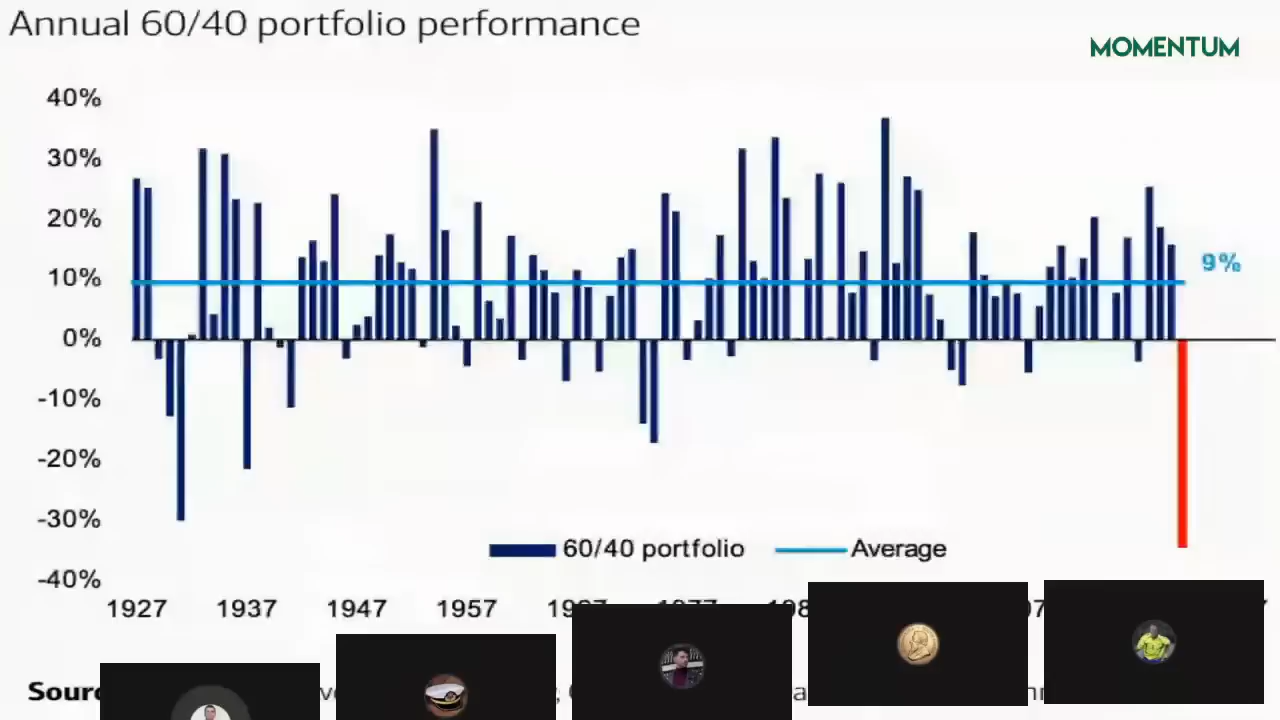 Annual 60/40 portfolio performance
MOMENTUM
40%
30%
20%
10%
9%
0%
-10%
-20%
-30%
60/40 portfolio
Average
-40%
1927 1937 1947 1957